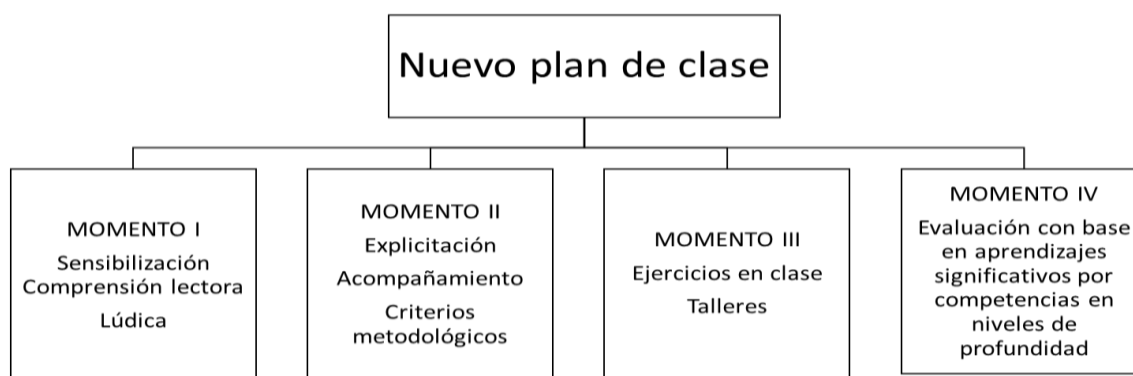 Nuevo plan de clase
MOMENTO I
Sensibilización
Comprensión lectora
Lúdica
MOMENTO II
Explicitación
Acompañamiento
Criterios
metodológicos
MOMENTO III
Ejercicios en clase
Talleres
MOMENTO IV
Evaluación con base
en aprendizajes
significativos por
competencias en
niveles de
profundidad